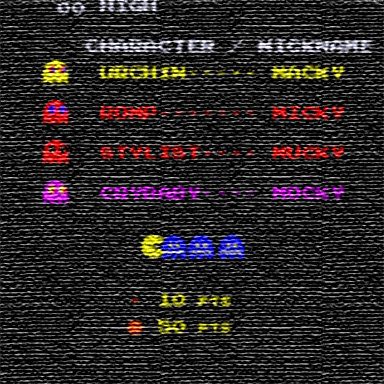 00 HIGH
CHARACTER / NICKNAME
URCHIN----- MACKY
ROMP------- MICKY
STYLIST---- MUCKY
CRYBABY---- MOCKY
10 PTS
50 PTS